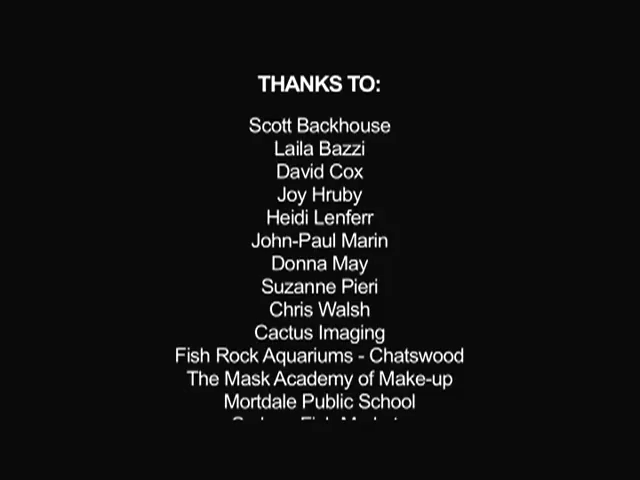 THANKS TO:
Scott Backhouse
Laila Bazzi
David Cox
Joy Hruby
Heidi Lenferr
John-Paul Marin
Donna May
Suzanne Pieri
Chris Walsh
Cactus Imaging
Fish Rock Aquariums - Chatswood
The Mask Academy of Make-up
Mortdale Public School